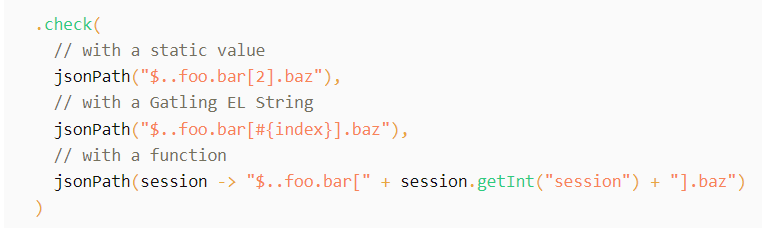 .check(
  // with a static value
  jsonPath("$..foo.bar[2].baz"),
  // with a Gatling EL String
  jsonPath("$..foo.bar[#{index}].baz"),
  // with a function
  jsonPath(session -> "$..foo.bar[" + session.getInt("session") + "].baz")
)